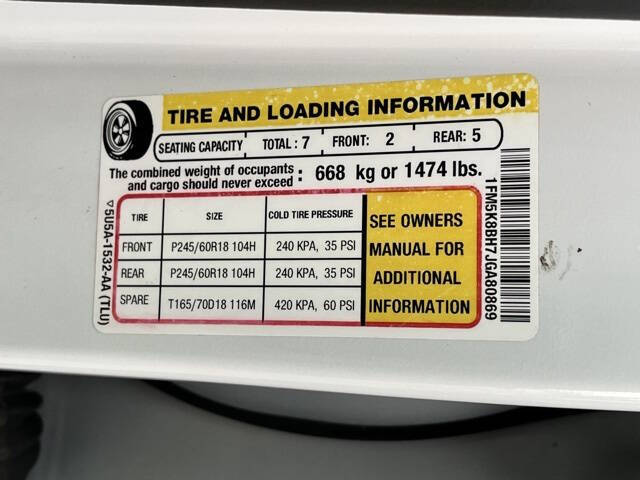 TIRE AND LOADING INFORMATION
SEATING CAPACITY TOTAL : 7 FRONT: 2 REAR: 5
The combined weight of occupants
and cargo should never exceed : 668 kg or 1474 lbs.
TIRE SIZE COLD TIRE PRESSURE
FRONT P245/60R18 104H 240 KPA, 35 PSI
REAR P245/60R18 104H 240 KPA, 35 PSI
SPARE T165/70D18 116M 420 KPA, 60 PSI
SEE OWNERS
MANUAL FOR
ADDITIONAL
INFORMATION
▽5U5A-1532-AA (TLU)
1FM5K8BH7JGA80869